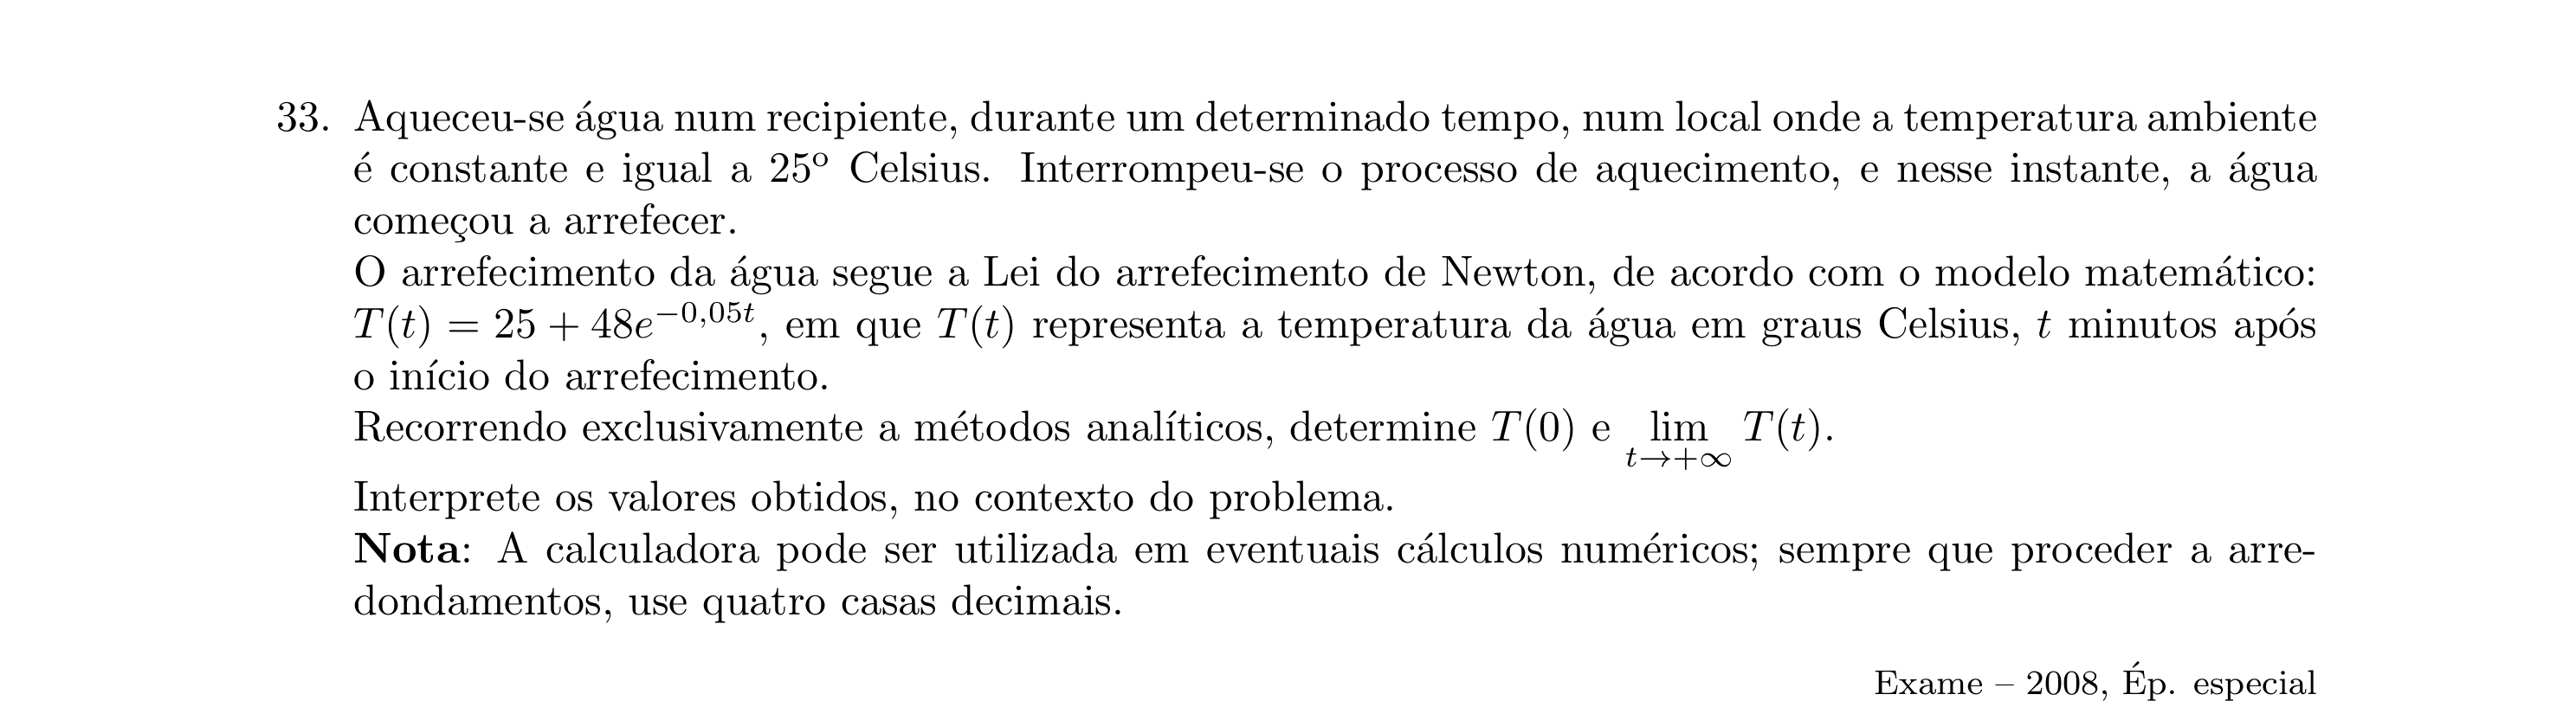 33. Aqueceu-se água num recipiente, durante um determinado tempo, num local onde a temperatura ambiente
é constante e igual a 25º Celsius. Interrompeu-se o processo de aquecimento, e nesse instante, a água
começou a arrefecer.
O arrefecimento da água segue a Lei do arrefecimento de Newton, de acordo com o modelo matemático:
$T(t) = 25 + 48e^{-0,05t}$, em que $T(t)$ representa a temperatura da água em graus Celsius, $t$ minutos após
o início do arrefecimento.
Recorrendo exclusivamente a métodos analíticos, determine $T(0)$ e $\lim_{t \to +\infty} T(t)$.
Interprete os valores obtidos, no contexto do problema.
Nota: A calculadora pode ser utilizada em eventuais cálculos numéricos; sempre que proceder a arre-
dondamentos, use quatro casas decimais.
Exame – 2008, Ép. especial